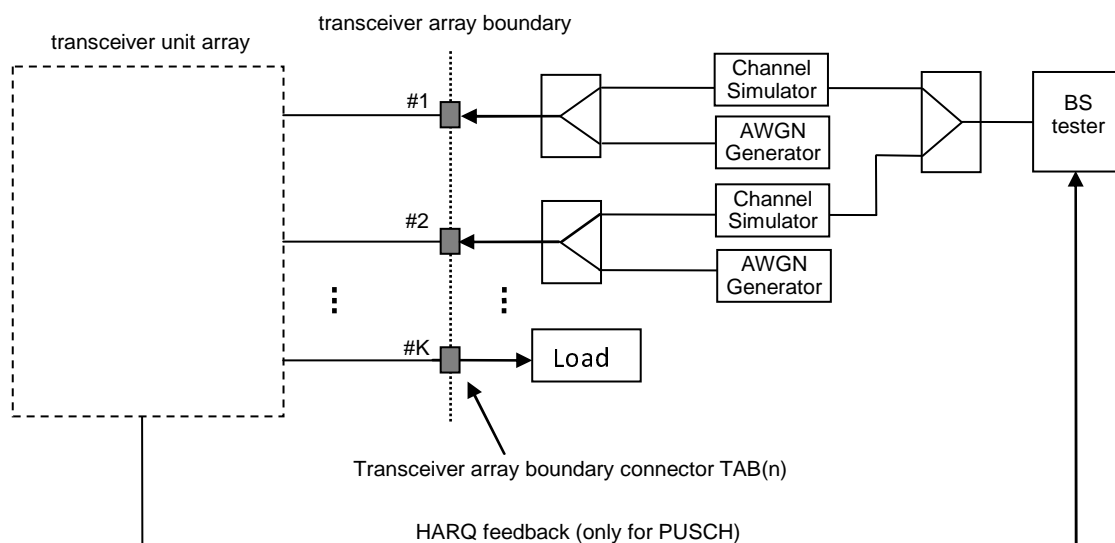 transceiver array boundary
transceiver unit array
#1
Channel
Simulator
AWGN
Generator
BS
tester
#2
Channel
Simulator
AWGN
Generator
#K
Load
Transceiver array boundary connector TAB(n)
HARQ feedback (only for PUSCH)